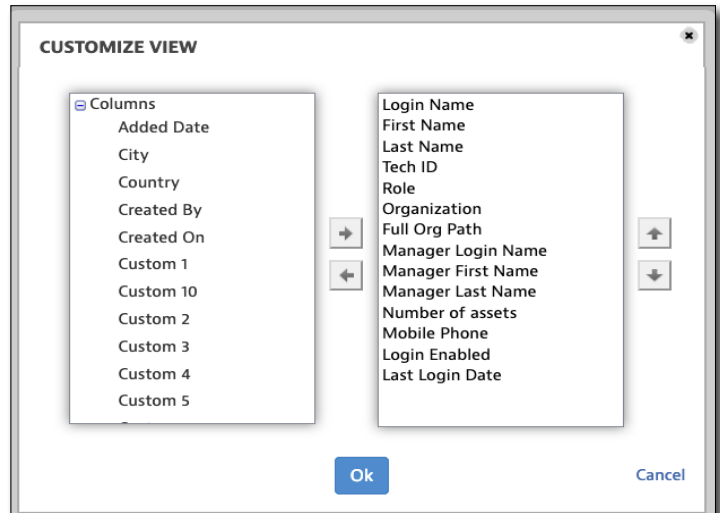 CUSTOMIZE VIEW
Columns
Added Date
City
Country
Created By
Created On
Custom 1
Custom 10
Custom 2
Custom 3
Custom 4
Custom 5
Login Name
First Name
Last Name
Tech ID
Role
Organization
Full Org Path
Manager Login Name
Manager First Name
Manager Last Name
Number of assets
Mobile Phone
Login Enabled
Last Login Date
Ok
Cancel